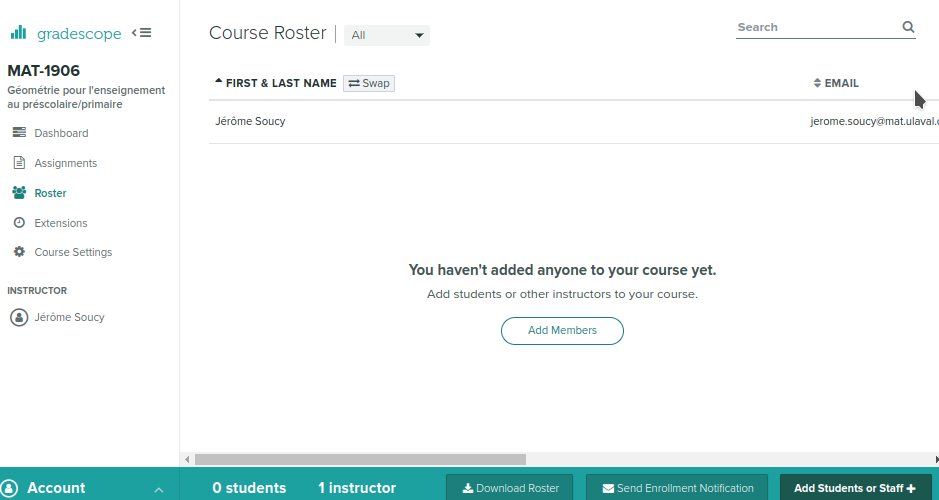 gradescope
MAT-1906
Géométrie pour l'enseignement
au préscolaire/primaire
Dashboard
Assignments
Roster
Extensions
Course Settings
INSTRUCTOR
Jérôme Soucy
Account
Course Roster
All
Search
FIRST & LAST NAME Swap EMAIL
Jérôme Soucy jerome.soucy@mat.ulaval.c
You haven't added anyone to your course yet.
Add students or other instructors to your course.
Add Members
0 students 1 instructor Download Roster Send Enrollment Notification Add Students or Staff +